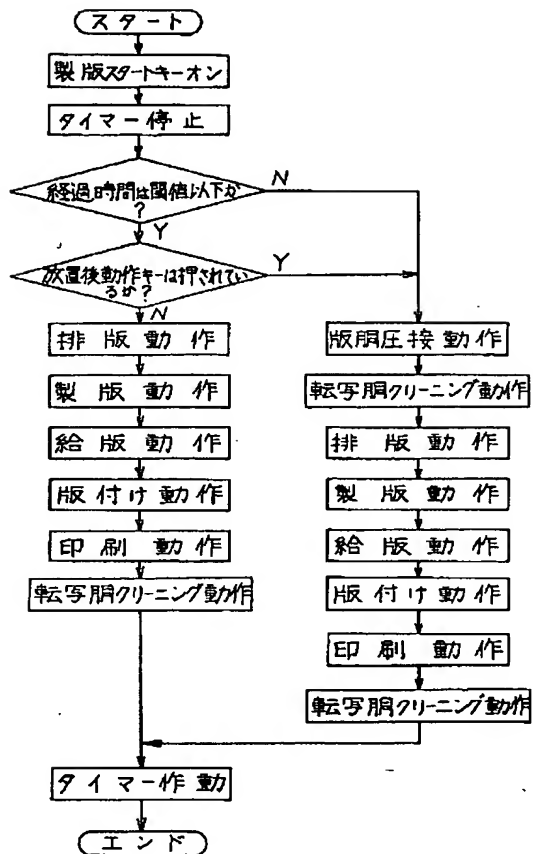 スタート
製版スタートキーオン
タイマー停止
経過時間は閾値以下か
?
N
Y
放置後動作キーは押されてい
るか?
Y
N
排版動作
製版動作
給版動作
版付け動作
印刷動作
転写胴クリーニング動作
版胴圧接動作
転写胴クリーニング動作
排版動作
製版動作
給版動作
版付け動作
印刷動作
転写胴クリーニング動作
タイマー作動
エンド